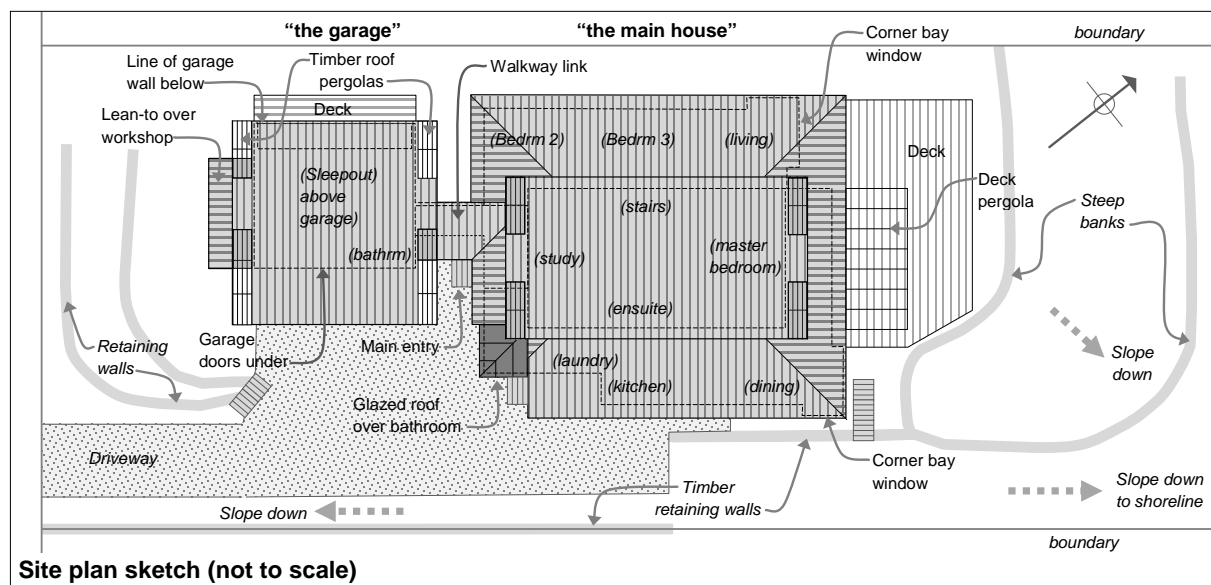 “the garage”
“the main house”
Corner bay
window
boundary
Line of garage
wall below
Timber roof
pergolas
Walkway link
Lean-to over
workshop
Deck
(Bedrm 2)
(Bedrm 3)
(living)
Deck
Deck
pergola
(Sleepout)
above
garage)
(stairs)
Steep
banks
(bathrm)
(study)
(master
bedroom)
(ensuite)
Retaining
walls
Garage
doors under
Main entry
(laundry)
(kitchen)
(dining)
Slope
down
Glazed roof
over bathroom
Driveway
Corner bay
window
Timber
retaining walls
Slope down
to shoreline
Slope down
boundary
Site plan sketch (not to scale)